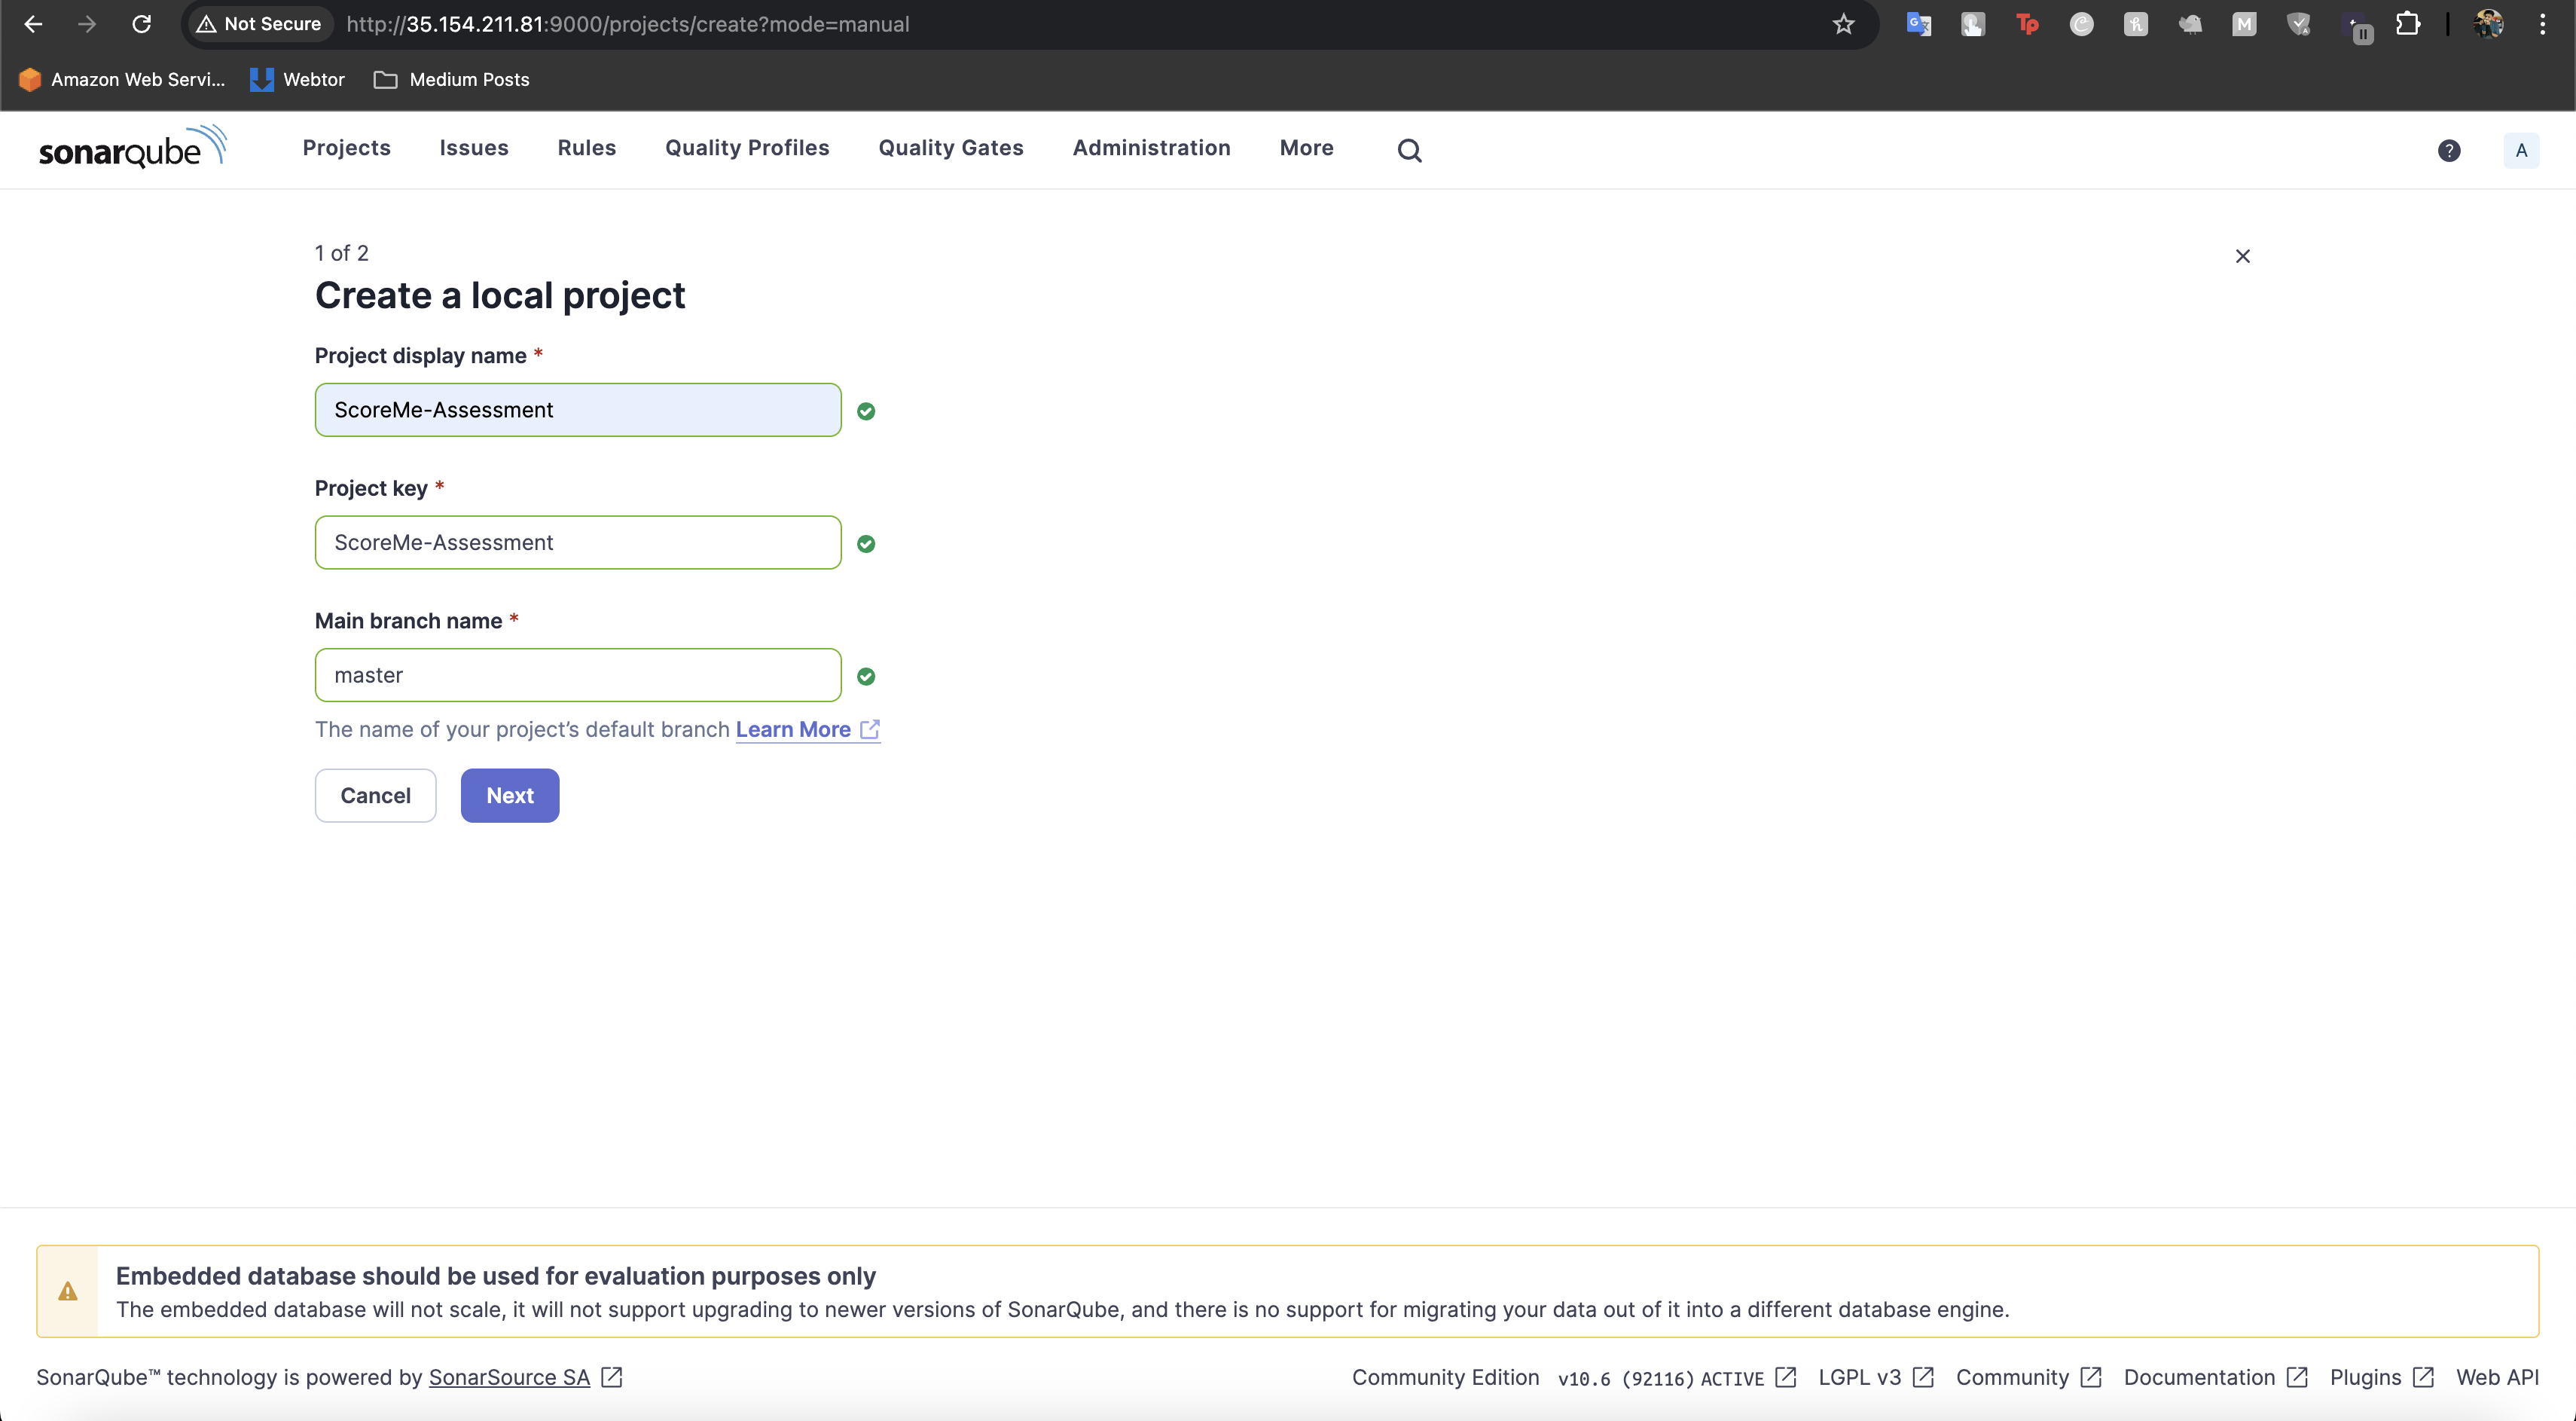 Not Secure http://35.154.211.81:9000/projects/create?mode=manual
Amazon Web Servi... Webtor Medium Posts
sonarqube Projects Issues Rules Quality Profiles Quality Gates Administration More ? A
1 of 2
Create a local project
Project display name *
ScoreMe-Assessment
Project key *
ScoreMe-Assessment
Main branch name *
master
The name of your project’s default branch Learn More
Cancel Next
Embedded database should be used for evaluation purposes only
The embedded database will not scale, it will not support upgrading to newer versions of SonarQube, and there is no support for migrating your data out of it into a different database engine.
SonarQube™ technology is powered by SonarSource SA Community Edition v10.6 (92116) ACTIVE LGPL v3 Community Documentation Plugins Web API